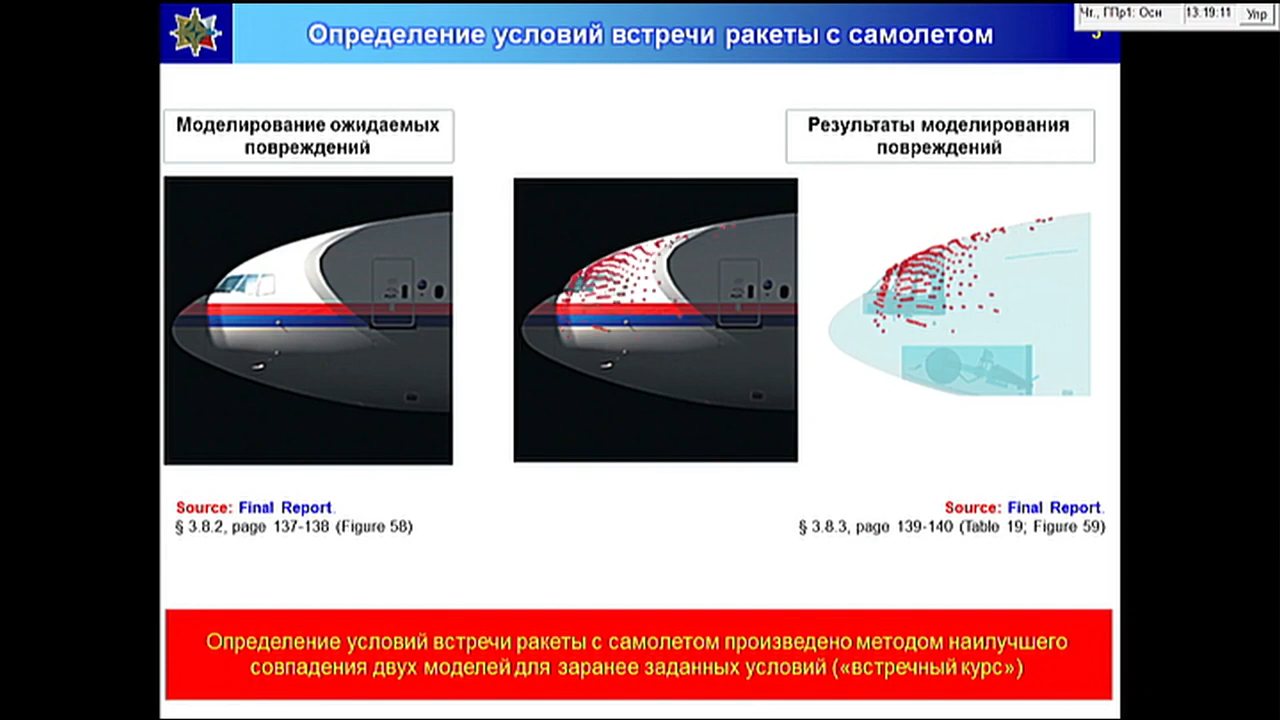 Чт., ГПр1: Осн
13:19:11
Упр
Определение условий встречи ракеты с самолетом
Моделирование ожидаемых
повреждений
Результаты моделирования
повреждений
Source: Final Report.
§ 3.8.2, page 137-138 (Figure 58)
Source: Final Report.
§ 3.8.3, page 139-140 (Table 19; Figure 59)
Определение условий встречи ракеты с самолетом произведено методом наилучшего
совпадения двух моделей для заранее заданных условий («встречный курс»)